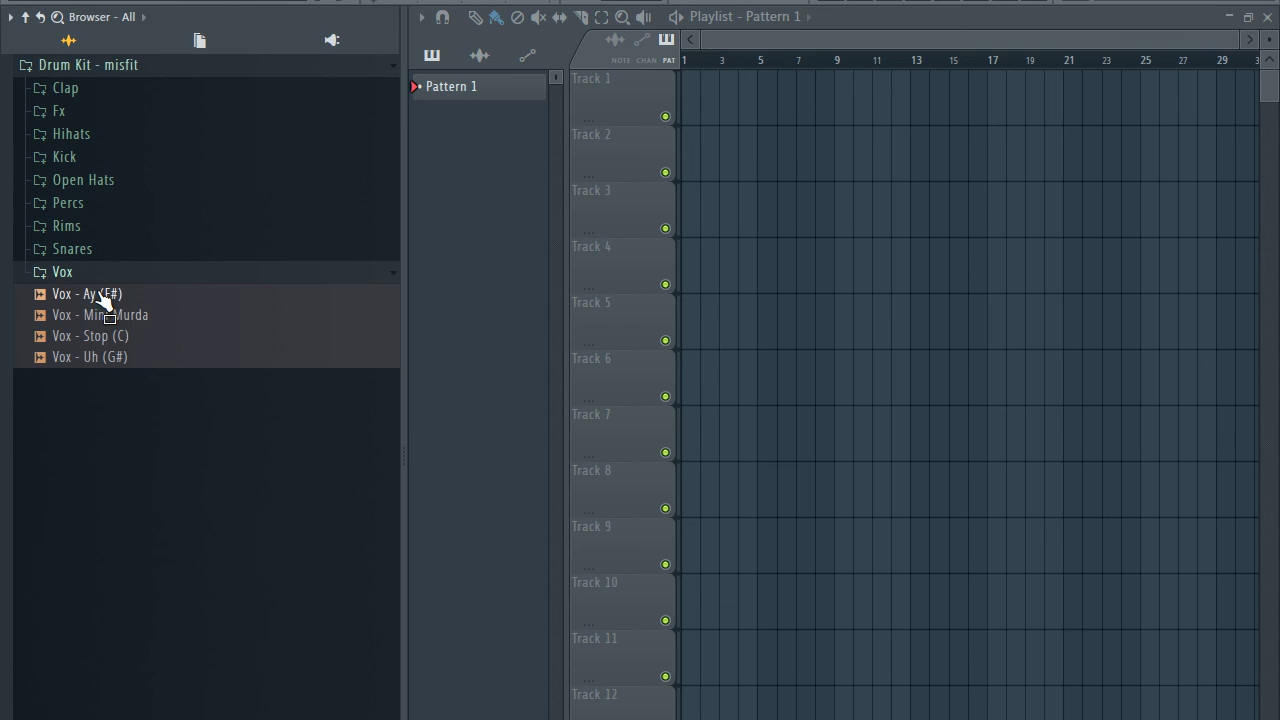 Browser - All
Playlist - Pattern 1
NOTE CHAN PAT
1 3 5 7 9 11 13 15 17 19 21 23 25 27 29
Drum Kit - misfit
Clap
Fx
Hihats
Kick
Open Hats
Percs
Rims
Snares
Vox
Vox - Ay (F#)
Vox - Murda
Vox - Stop (C)
Vox - Uh (G#)
Pattern 1
Track 1
...
Track 2
...
Track 3
...
Track 4
...
Track 5
...
Track 6
...
Track 7
...
Track 8
...
Track 9
...
Track 10
...
Track 11
...
Track 12